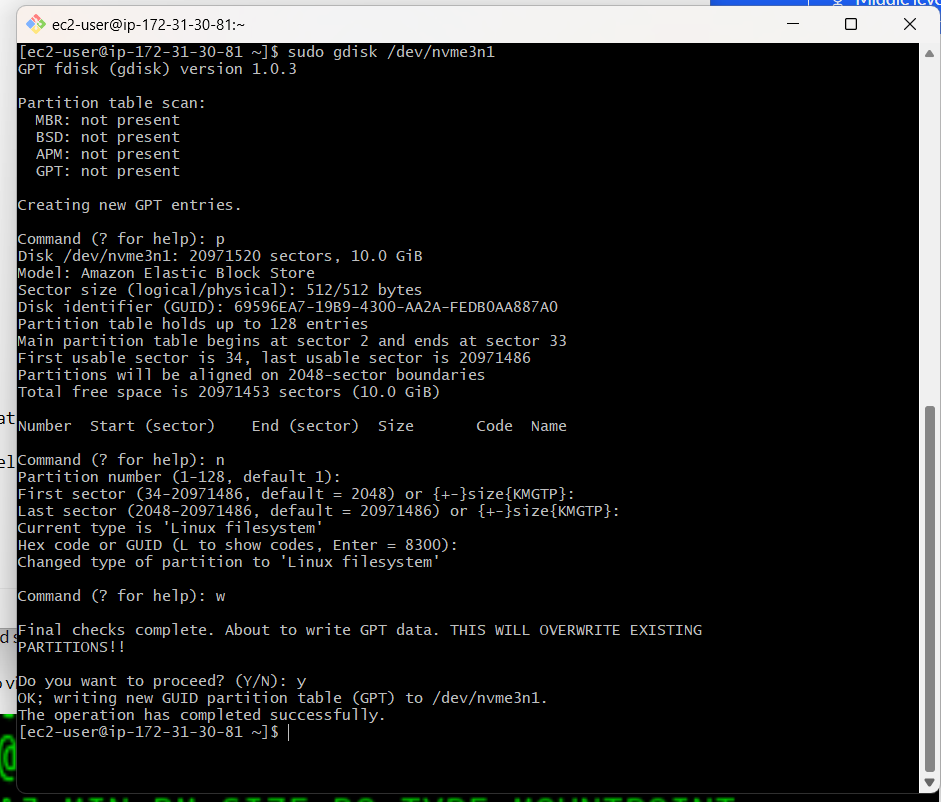 ec2-user@ip-172-31-30-81:~
[ec2-user@ip-172-31-30-81 ~]$ sudo gdisk /dev/nvme3n1
GPT fdisk (gdisk) version 1.0.3
Partition table scan:
MBR: not present
BSD: not present
APM: not present
GPT: not present
Creating new GPT entries.
Command (? for help): p
Disk /dev/nvme3n1: 20971520 sectors, 10.0 GiB
Model: Amazon Elastic Block Store
Sector size (logical/physical): 512/512 bytes
Disk identifier (GUID): 69596EA7-19B9-4300-AA2A-FEDB0AA887A0
Partition table holds up to 128 entries
Main partition table begins at sector 2 and ends at sector 33
First usable sector is 34, last usable sector is 20971486
Partitions will be aligned on 2048-sector boundaries
Total free space is 20971453 sectors (10.0 GiB)
Number  Start (sector)    End (sector)  Size       Code  Name
Command (? for help): n
Partition number (1-128, default 1):
First sector (34-20971486, default = 2048) or {+-}size{KMGTP}:
Last sector (2048-20971486, default = 20971486) or {+-}size{KMGTP}:
Current type is 'Linux filesystem'
Hex code or GUID (L to show codes, Enter = 8300):
Changed type of partition to 'Linux filesystem'
Command (? for help): w
Final checks complete. About to write GPT data. THIS WILL OVERWRITE EXISTING
PARTITIONS!!
Do you want to proceed? (Y/N): y
OK; writing new GUID partition table (GPT) to /dev/nvme3n1.
The operation has completed successfully.
[ec2-user@ip-172-31-30-81 ~]$